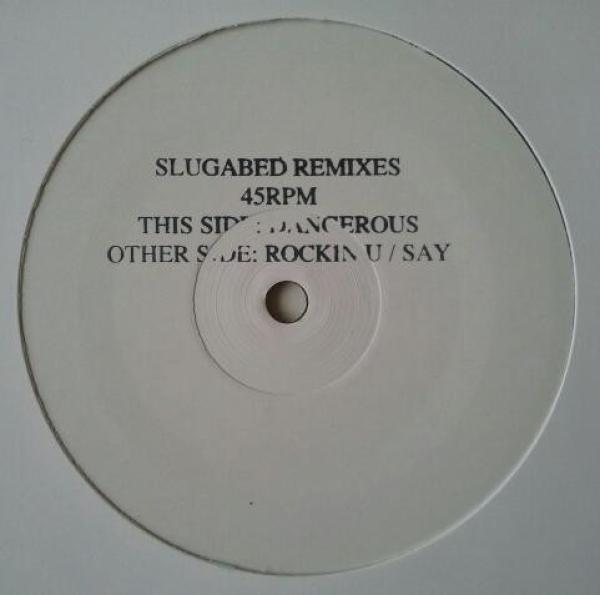 SLUGABED REMIXES
45RPM
THIS SIDE: DANGEROUS
OTHER SIDE: ROCKIN U / SAY